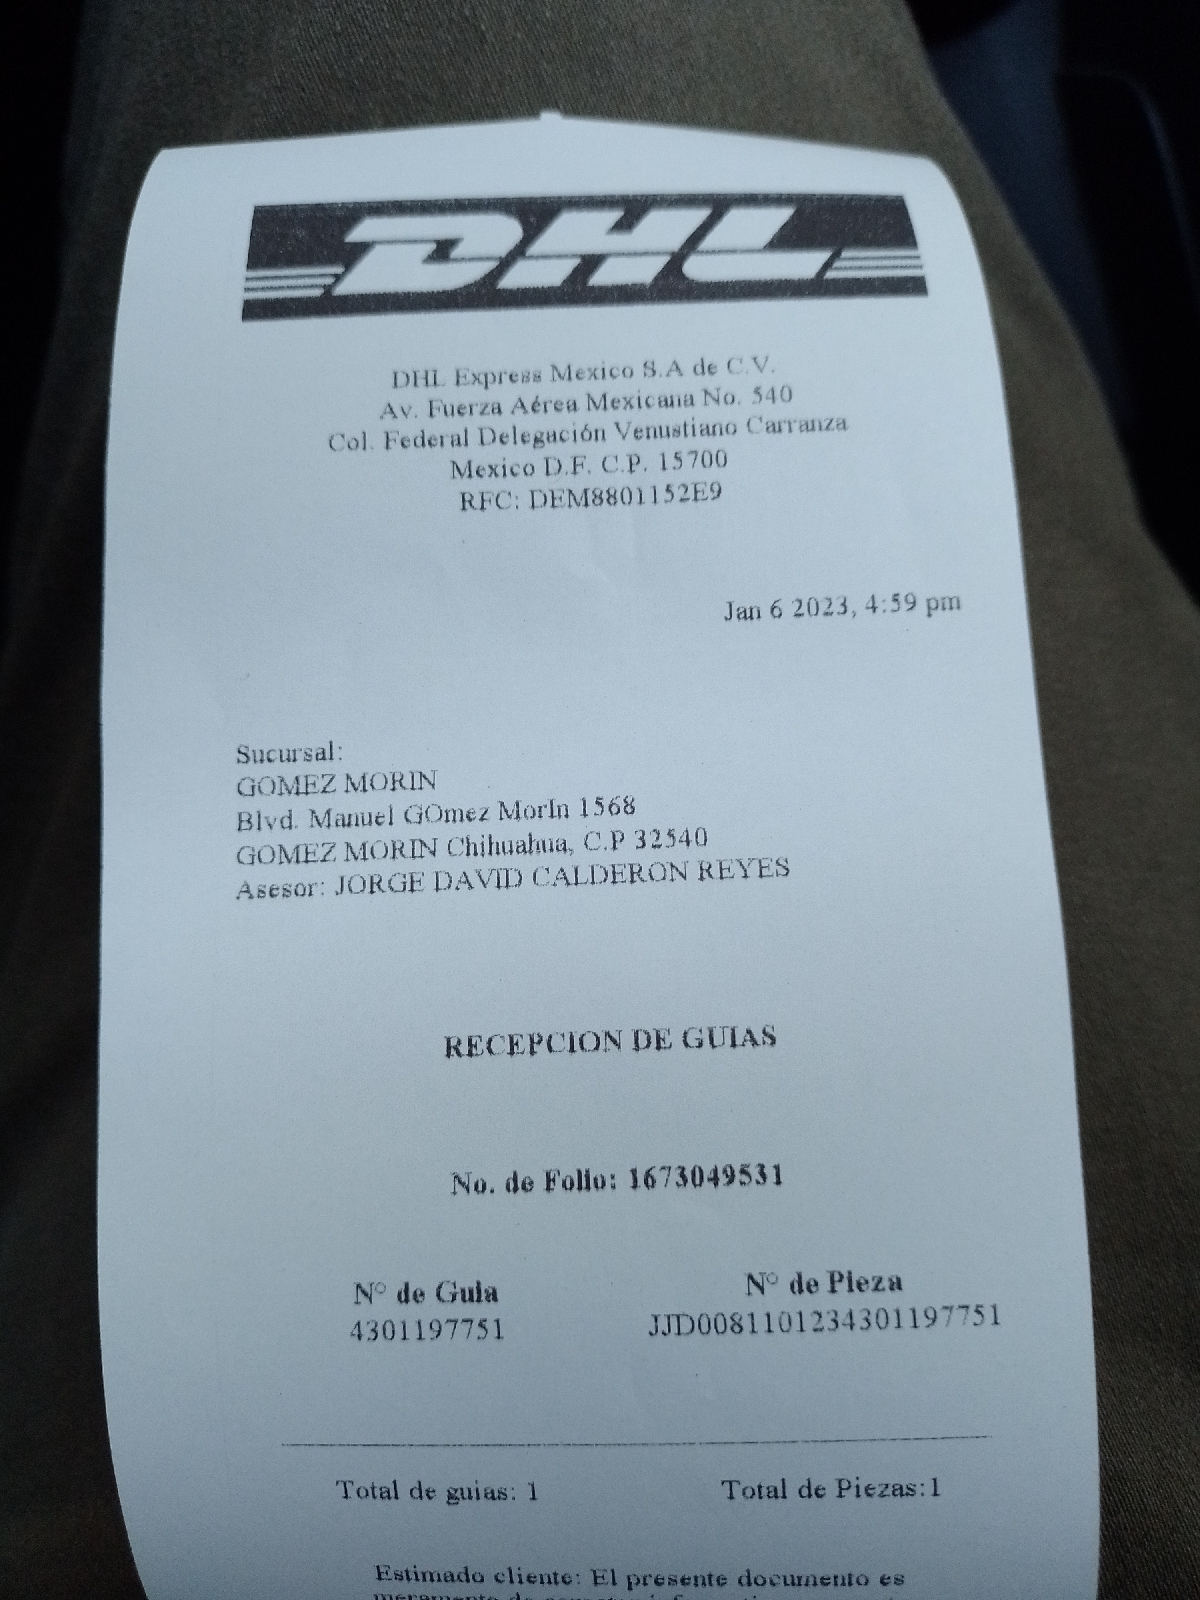 DHL
DHL Express Mexico S.A de C.V.
Av. Fuerza Aérea Mexicana No. 540
Col. Federal Delegación Venustiano Carranza
Mexico D.F. C.P. 15700
RFC: DEM8801152E9
Jan 6 2023, 4:59 pm
Sucursal:
GOMEZ MORIN
Blvd. Manuel GOmez MorIn 1568
GOMEZ MORIN Chihuahua, C.P 32540
Asesor: JORGE DAVID CALDERON REYES
RECEPCION DE GUIAS
No. de Folio: 1673049531
N° de Guia N° de Pieza
4301197751 JJD0081101234301197751
Total de guias: 1 Total de Piezas:1
Estimado cliente: El presente documento es